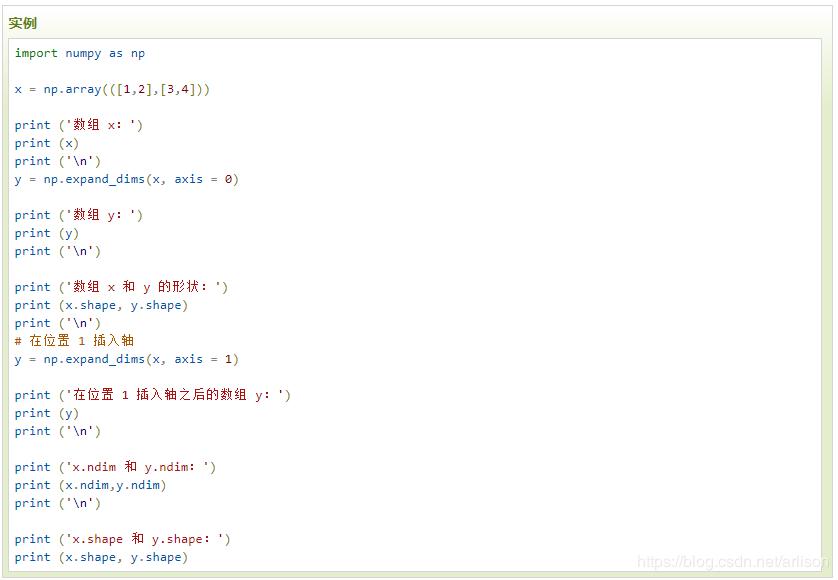 实例
import numpy as np
x = np.array(([1,2],[3,4]))
print ('数组 x：')
print (x)
print ('\n')
y = np.expand_dims(x, axis = 0)
print ('数组 y：')
print (y)
print ('\n')
print ('数组 x 和 y 的形状：')
print (x.shape, y.shape)
print ('\n')
# 在位置 1 插入轴
y = np.expand_dims(x, axis = 1)
print ('在位置 1 插入轴之后的数组 y：')
print (y)
print ('\n')
print ('x.ndim 和 y.ndim：')
print (x.ndim,y.ndim)
print ('\n')
print ('x.shape 和 y.shape：')
print (x.shape, y.shape)
https://blog.csdn.net/arlison